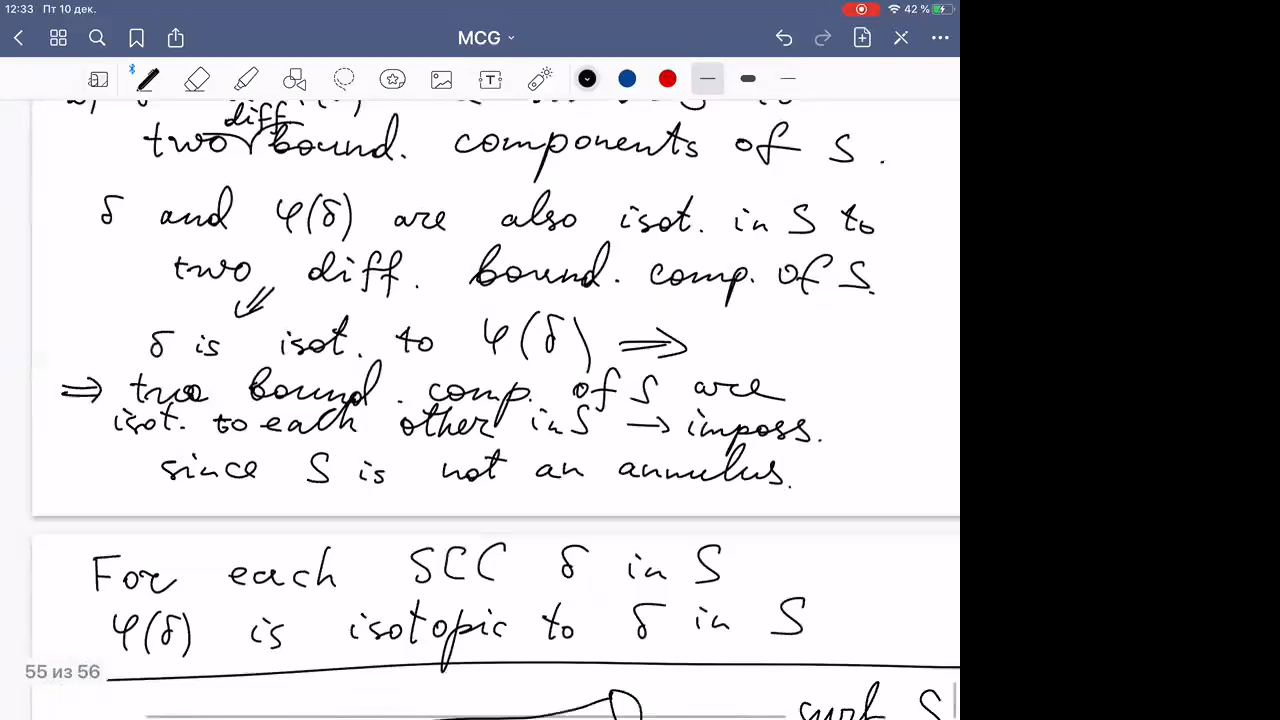 12:33 Пт 10 дек.
42 %
MCG
diff
two bound. components of S.
δ and φ(δ) are also isot. in S to
two diff. bound. comp. of S.
⇓
δ is isot. to φ(δ) ⇒
⇒ two bound. comp. of S are
isot. to each other in S → imposs.
since S is not an annulus.
For each SCC δ in S
φ(δ) is isotopic to δ in S
55 из 56
surf S